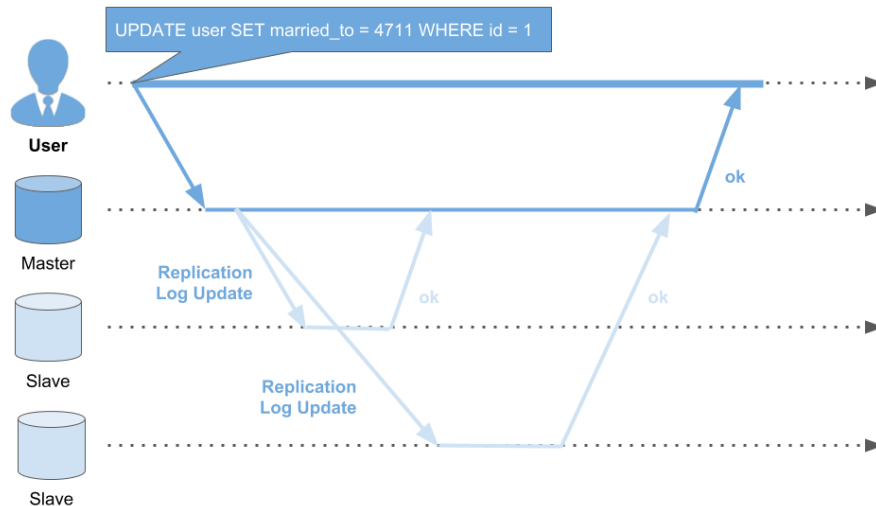 UPDATE user SET married_to = 4711 WHERE id = 1
User
ok
Master
Replication
Log Update
ok
ok
Slave
Replication
Log Update
Slave